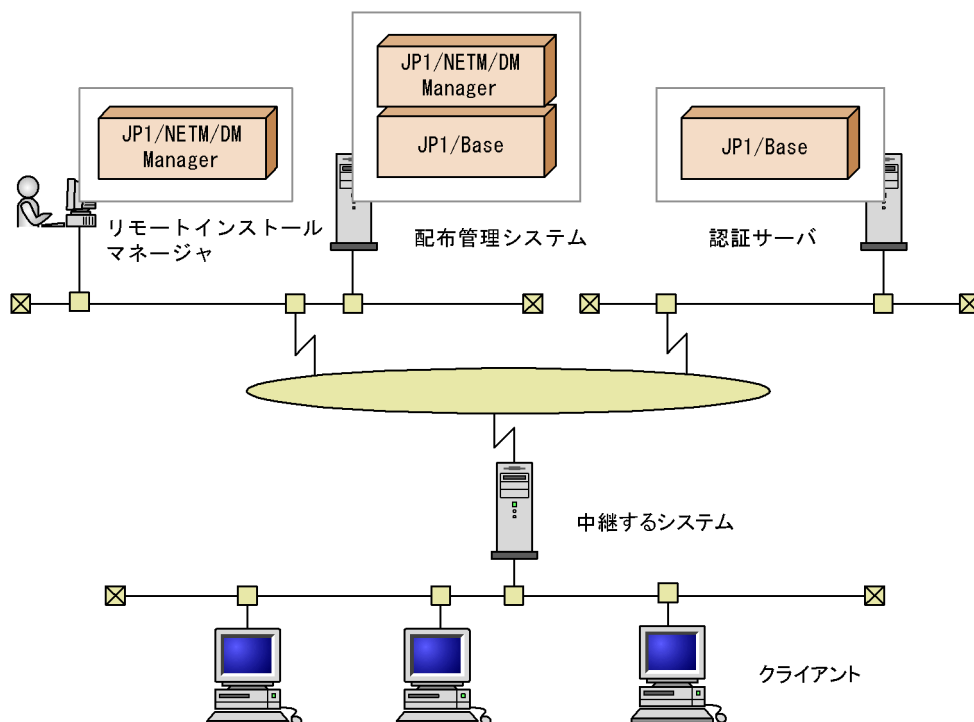 JP1/NETM/DM
Manager
JP1/NETM/DM
Manager
JP1/Base
JP1/Base
リモートインストール
マネージャ
配布管理システム
認証サーバ
中継するシステム
クライアント